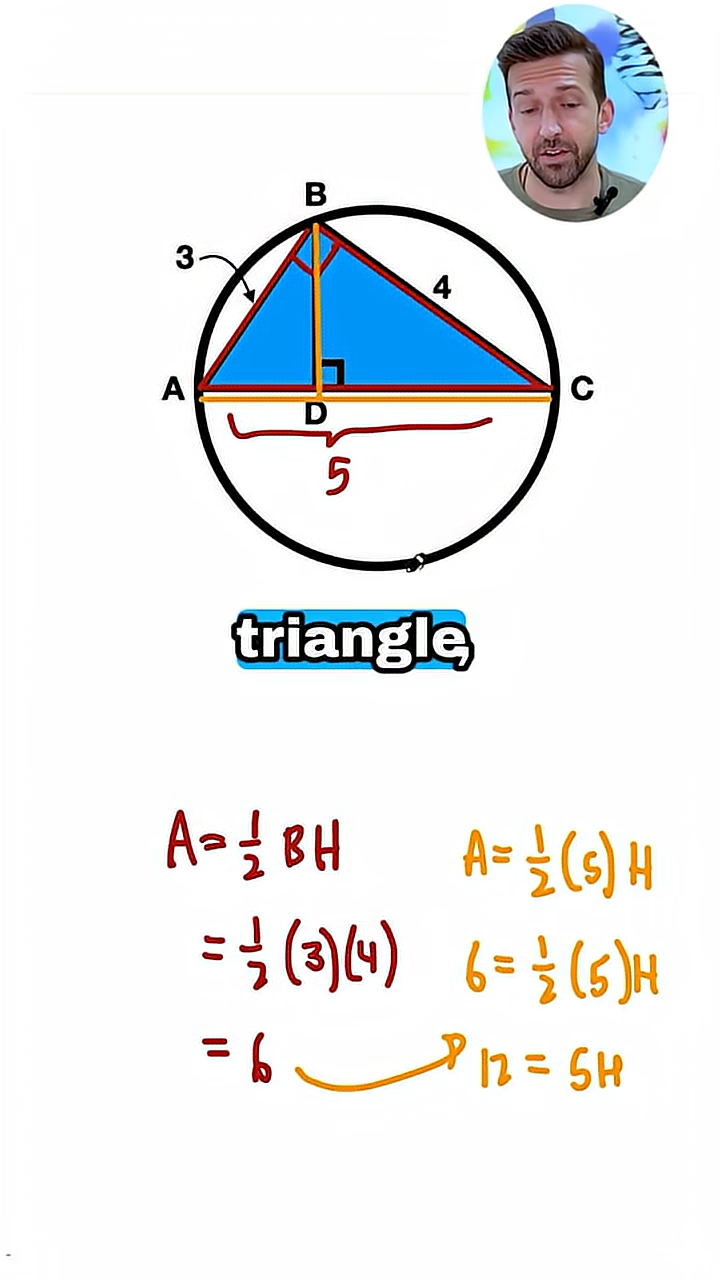 B
3
4
A
C
D
5
triangle,
A = 1/2 BH
= 1/2 (3)(4)
= 6
A = 1/2 (5) H
6 = 1/2 (5) H
12 = 5H